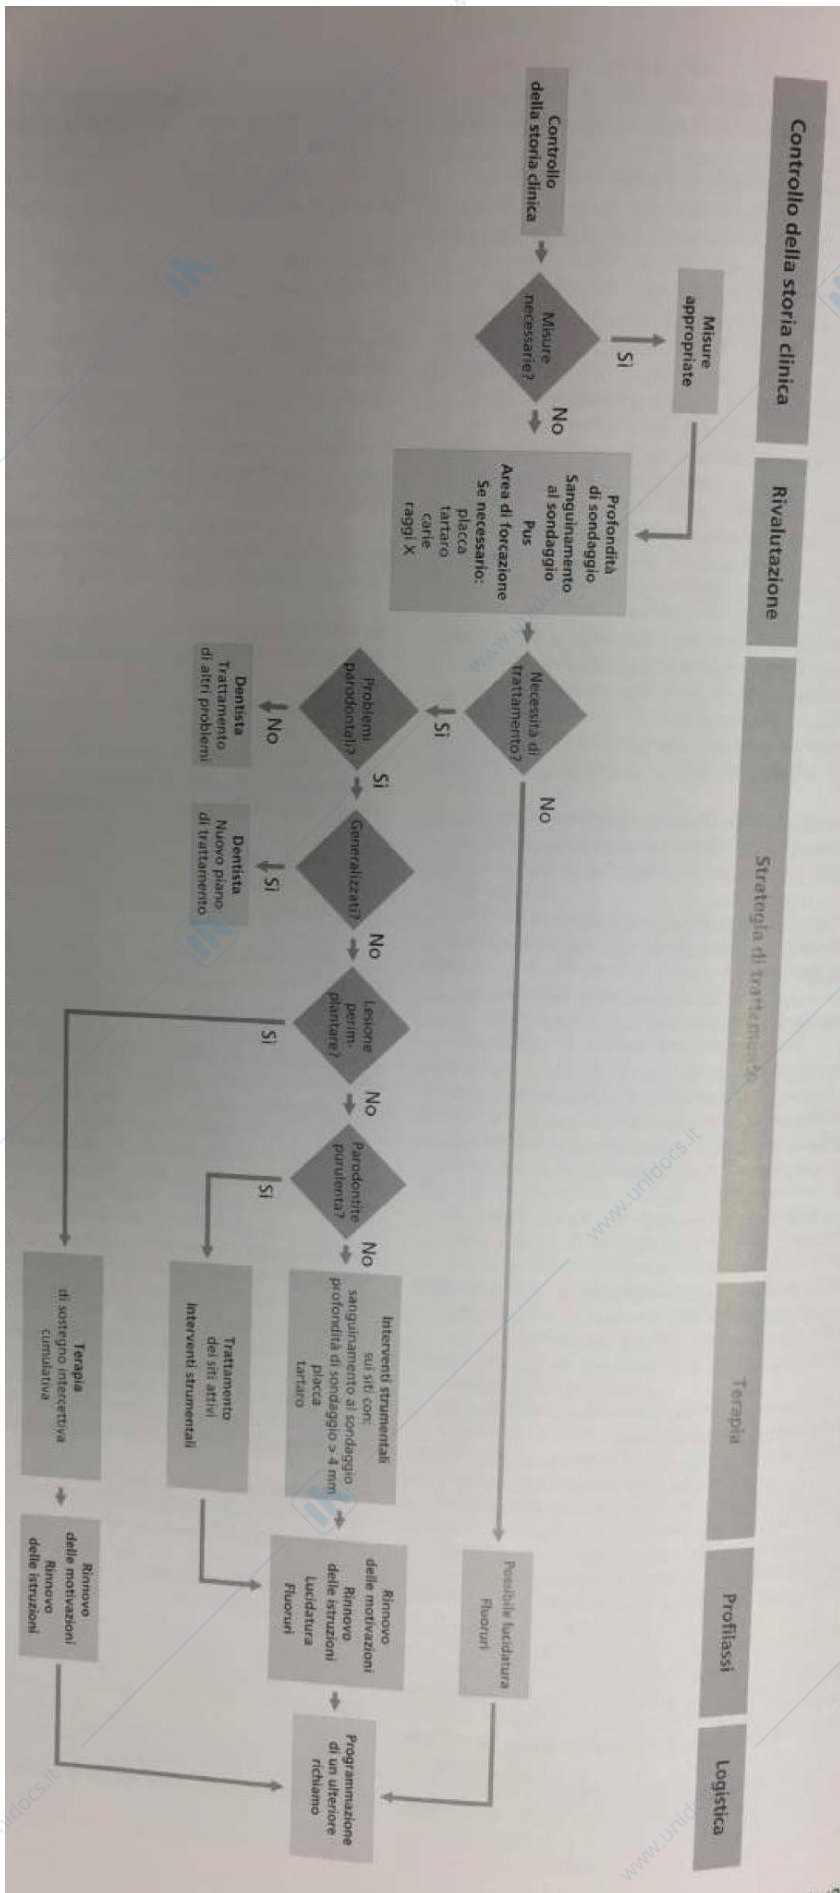 Controllo della storia clinica
Rivalutazione
Strategia di trattamento
Terapia
Profilassi
Logistica
Misure
appropriate
Sì
Controllo
della storia clinica
Misure
necessarie?
No
Profondità
di sondaggio
Sanguinamento
al sondaggio
Pus
Area di forcazione
Se necessario:
placca
tartaro
carie
raggi X
Necessità di
trattamento?
No
Possibile lucidatura
Fluoruri
Sì
Problemi
parodontali?
Sì
Generalizzati?
No
Lesione
perim-
plantare?
No
Parodontite
purulenta?
No
Interventi strumentali
sui siti con:
sanguinamento al sondaggio
profondità di sondaggio > 4 mm
placca
tartaro
Rinnovo
delle motivazioni
Rinnovo
delle istruzioni
Lucidatura
Fluoruri
Programmazione
di un ulteriore
richiamo
No
Dentista
Trattamento
di altri problemi
Sì
Dentista
Nuovo piano
di trattamento
Sì
Trattamento
dei siti attivi
Interventi strumentali
Sì
Terapia
di sostegno intercettiva
cumulativa
Rinnovo
delle motivazioni
Rinnovo
delle istruzioni
www.unidocs.it